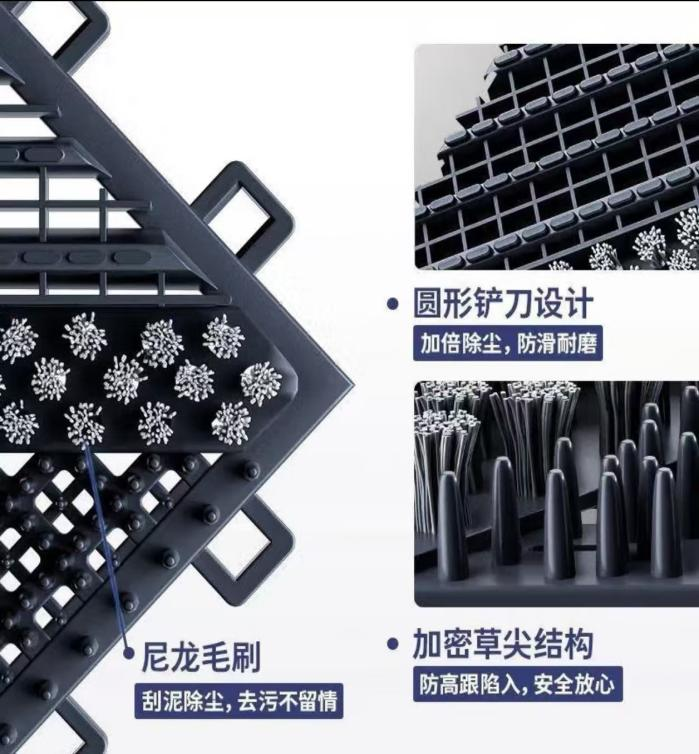 圆形铲刀设计
加倍除尘，防滑耐磨
尼龙毛刷
刮泥除尘，去污不留情
加密草尖结构
防高跟陷入，安全放心